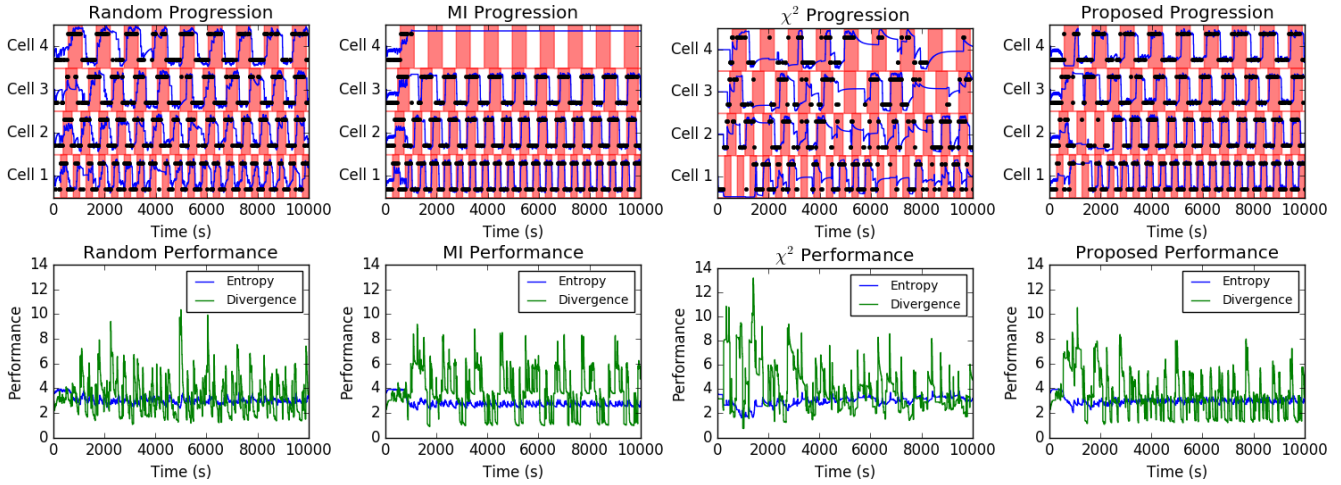 Random Progression
MI Progression
χ² Progression
Proposed Progression
Cell 4
Cell 3
Cell 2
Cell 1
Cell 4
Cell 3
Cell 2
Cell 1
Cell 4
Cell 3
Cell 2
Cell 1
Cell 4
Cell 3
Cell 2
Cell 1
0 2000 4000 6000 8000 10000
0 2000 4000 6000 8000 10000
0 2000 4000 6000 8000 10000
0 2000 4000 6000 8000 10000
Time (s)
Time (s)
Time (s)
Time (s)
Random Performance
MI Performance
χ² Performance
Proposed Performance
Performance
14
12
10
8
6
4
2
0
Entropy
Divergence
0 2000 4000 6000 8000 10000
Time (s)
Performance
14
12
10
8
6
4
2
0
Entropy
Divergence
0 2000 4000 6000 8000 10000
Time (s)
Performance
14
12
10
8
6
4
2
0
Entropy
Divergence
0 2000 4000 6000 8000 10000
Time (s)
Performance
14
12
10
8
6
4
2
0
Entropy
Divergence
0 2000 4000 6000 8000 10000
Time (s)